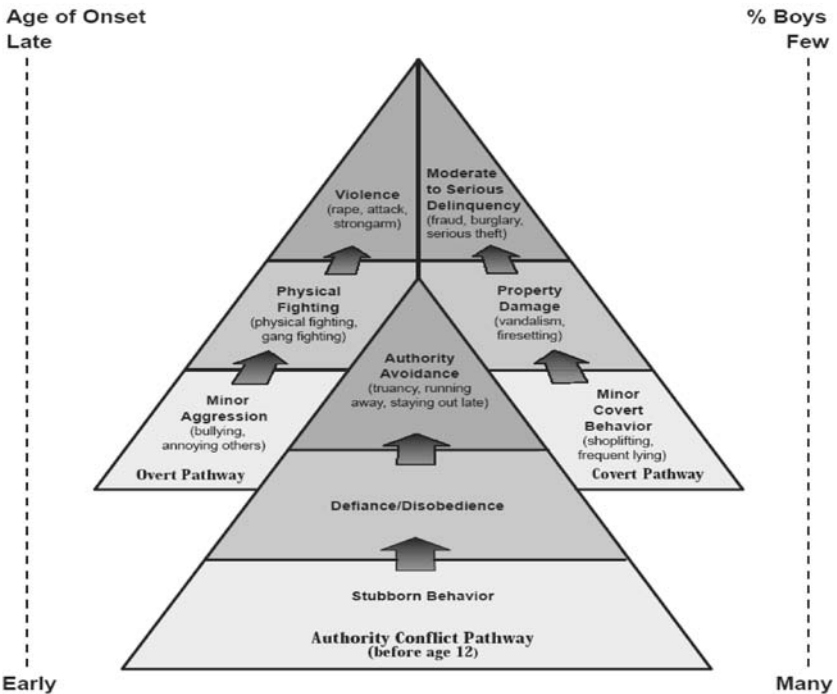 Age of Onset
Late
% Boys
Few
Violence
(rape, attack,
strongarm)
Moderate
to Serious
Delinquency
(fraud, burglary,
serious theft)
Physical
Fighting
(physical fighting,
gang fighting)
Property
Damage
(vandalism,
firesetting)
Authority
Avoidance
(truancy, running
away, staying out late)
Minor
Aggression
(bullying,
annoying others)
Overt Pathway
Minor
Covert
Behavior
(shoplifting,
frequent lying)
Covert Pathway
Defiance/Disobedience
Stubborn Behavior
Authority Conflict Pathway
(before age 12)
Early
Many